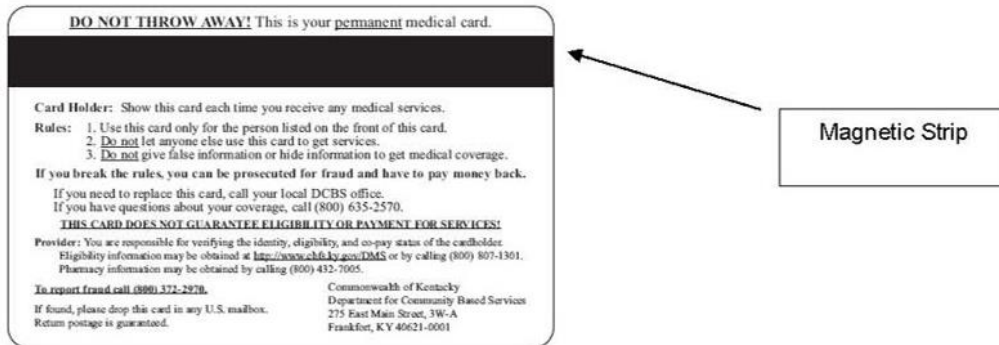 DO NOT THROW AWAY! This is your permanent medical card.
Magnetic Strip
Card Holder: Show this card each time you receive any medical services.
Rules: 1. Use this card only for the person listed on the front of this card.
2. Do not let anyone else use this card to get services.
3. Do not give false information or hide information to get medical coverage.
If you break the rules, you can be prosecuted for fraud and have to pay money back.
If you need to replace this card, call your local DCBS office.
If you have questions about your coverage, call (800) 635-2570.
THIS CARD DOES NOT GUARANTEE ELIGIBILITY OR PAYMENT FOR SERVICES!
Provider: You are responsible for verifying the identity, eligibility, and co-pay status of the cardholder.
Eligibility information may be obtained at http://www.chfs.ky.gov/DMS or by calling (800) 807-1301.
Pharmacy information may be obtained by calling (800) 432-7005.
To report fraud call (800) 372-2970.
If found, please drop this card in any U.S. mailbox.
Return postage is guaranteed.
Commonwealth of Kentucky
Department for Community Based Services
275 East Main Street, 3W-A
Frankfort, KY 40621-0001